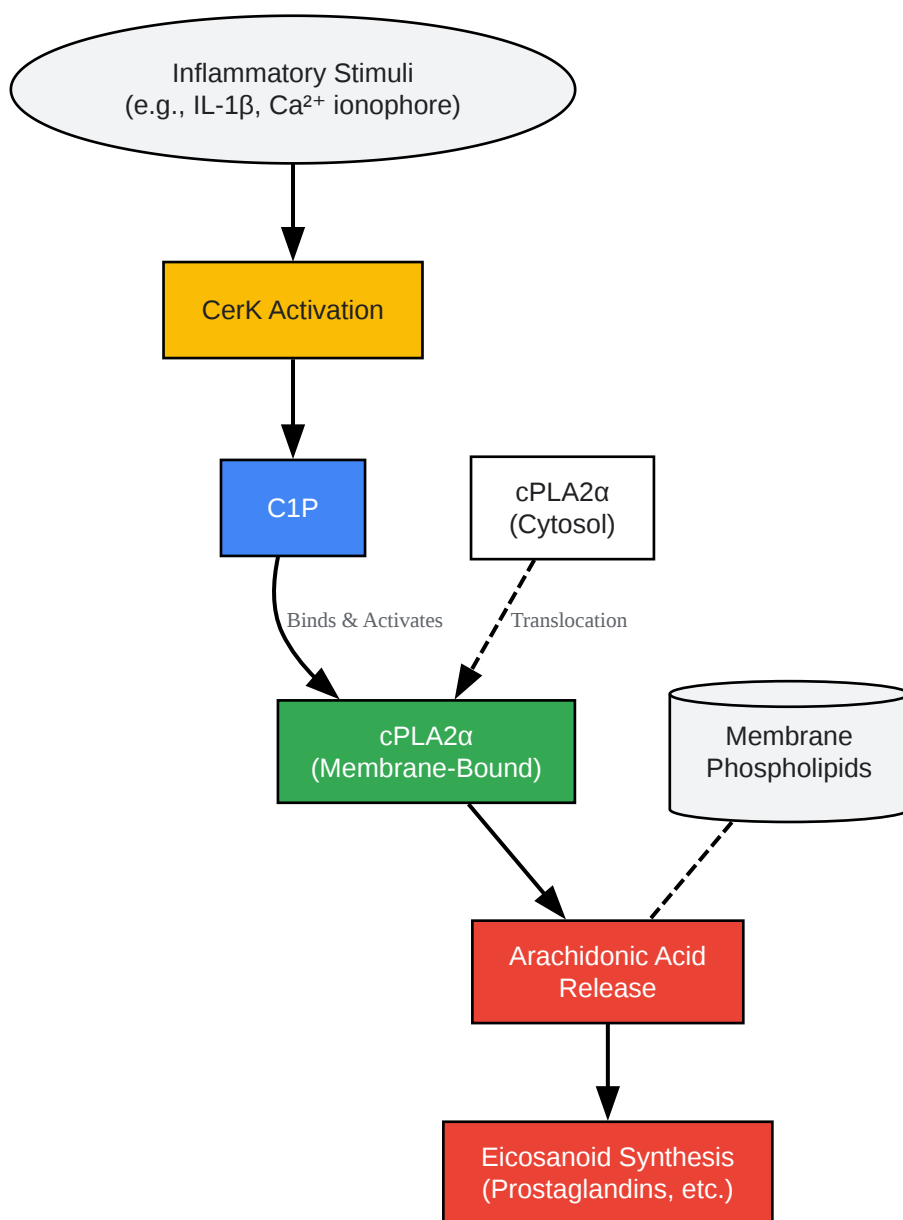 Inflammatory Stimuli
(e.g., IL-1β, Ca²⁺ ionophore)
CerK Activation
C1P
cPLA2α
(Cytosol)
Binds & Activates
Translocation
cPLA2α
(Membrane-Bound)
Membrane
Phospholipids
Arachidonic Acid
Release
Eicosanoid Synthesis
(Prostaglandins, etc.)